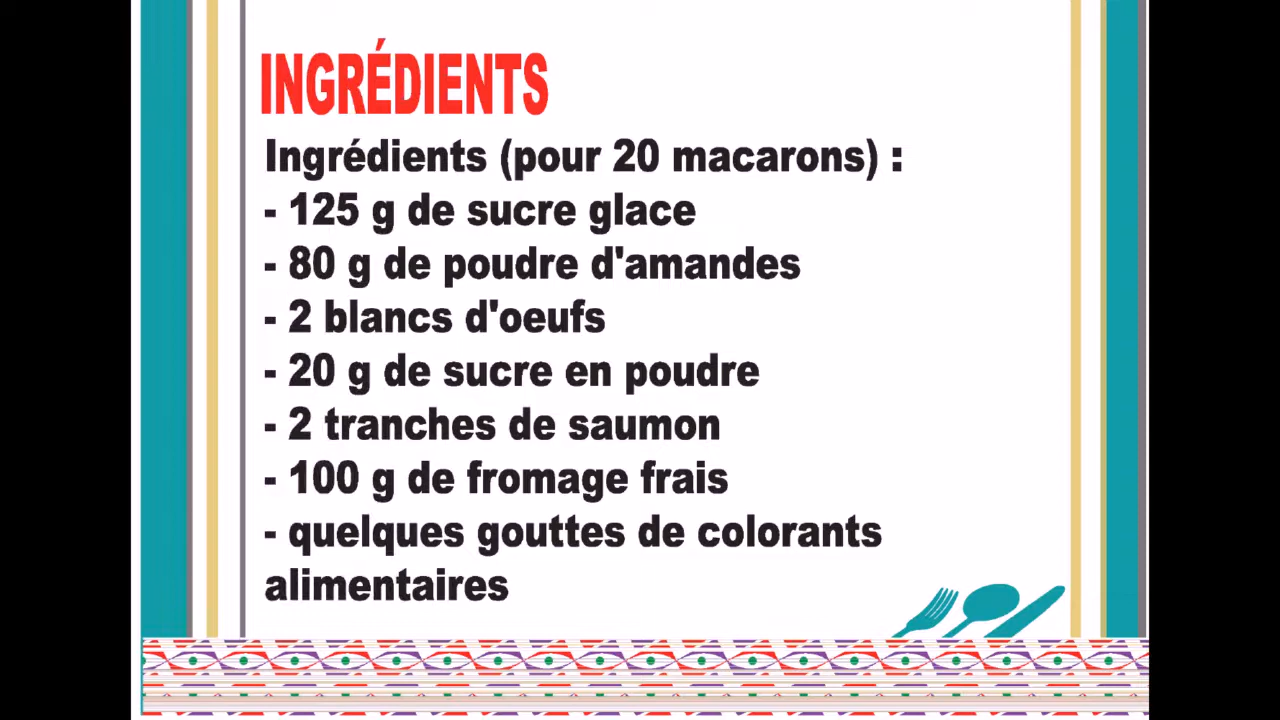 INGRÉDIENTS
Ingrédients (pour 20 macarons) :
- 125 g de sucre glace
- 80 g de poudre d'amandes
- 2 blancs d'oeufs
- 20 g de sucre en poudre
- 2 tranches de saumon
- 100 g de fromage frais
- quelques gouttes de colorants
alimentaires